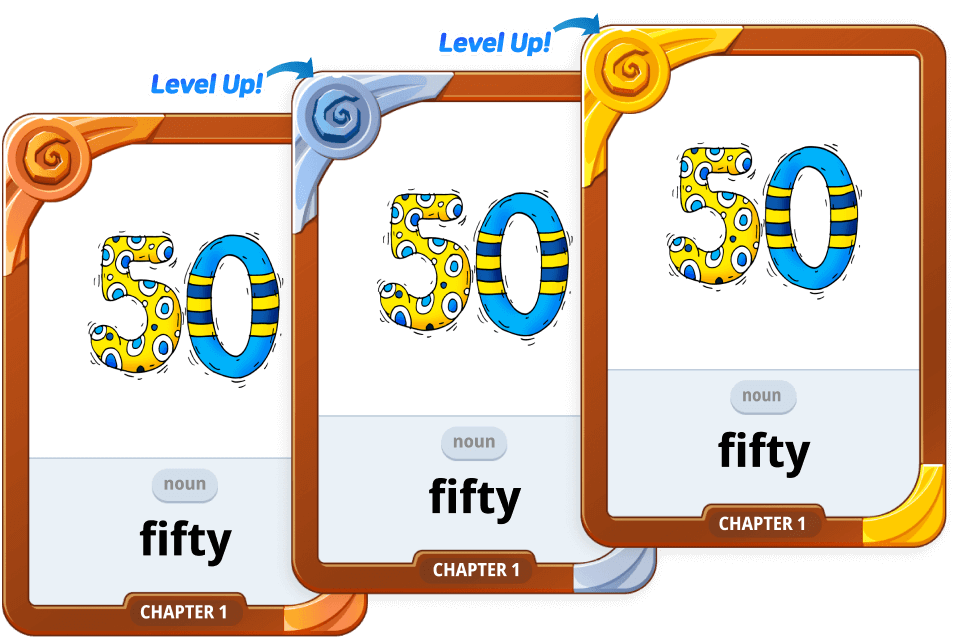 Level Up!
50
noun
fifty
CHAPTER 1
Level Up!
50
noun
fifty
CHAPTER 1
50
noun
fifty
CHAPTER 1